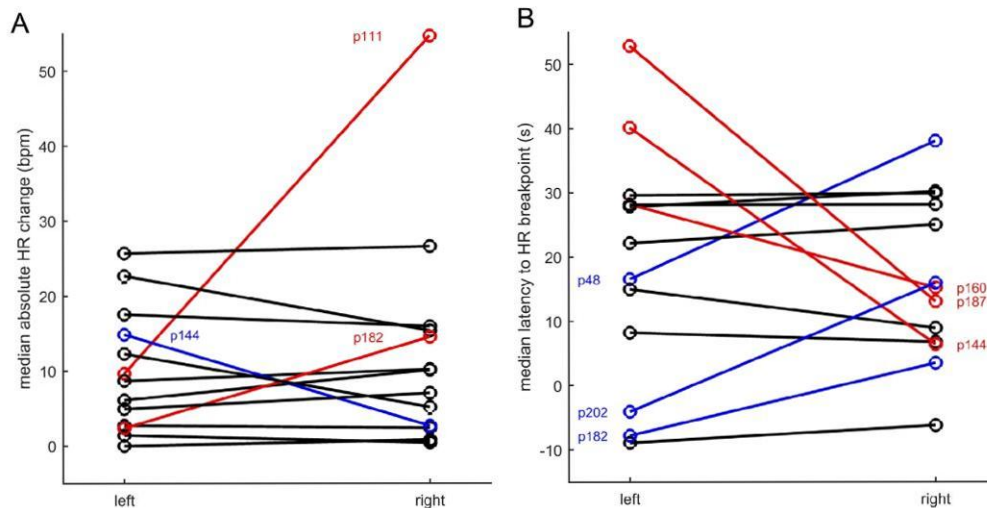 A
median absolute HR change (bpm)
50
40
30
20
10
0
p111
p144
p182
left
right
B
median latency to HR breakpoint (s)
50
40
30
20
10
0
-10
p48
p202
p182
p160
p187
p144
left
right